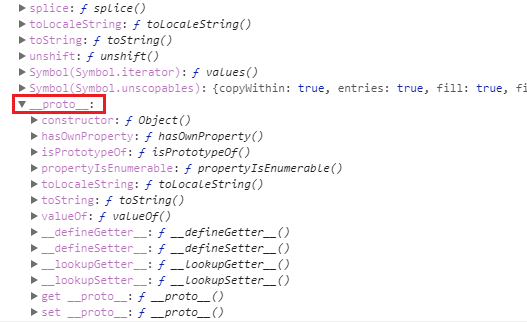 splice: ƒ splice()
toLocaleString: ƒ toLocaleString()
toString: ƒ toString()
unshift: ƒ unshift()
Symbol(Symbol.iterator): ƒ values()
Symbol(Symbol.unscopables): {copyWithin: true, entries: true, fill: true, fi
__proto__:
constructor: ƒ Object()
hasOwnProperty: ƒ hasOwnProperty()
isPrototypeOf: ƒ isPrototypeOf()
propertyIsEnumerable: ƒ propertyIsEnumerable()
toLocaleString: ƒ toLocaleString()
toString: ƒ toString()
valueOf: ƒ valueOf()
__defineGetter__: ƒ __defineGetter__()
__defineSetter__: ƒ __defineSetter__()
__lookupGetter__: ƒ __lookupGetter__()
__lookupSetter__: ƒ __lookupSetter__()
get __proto__: ƒ __proto__()
set __proto__: ƒ __proto__()